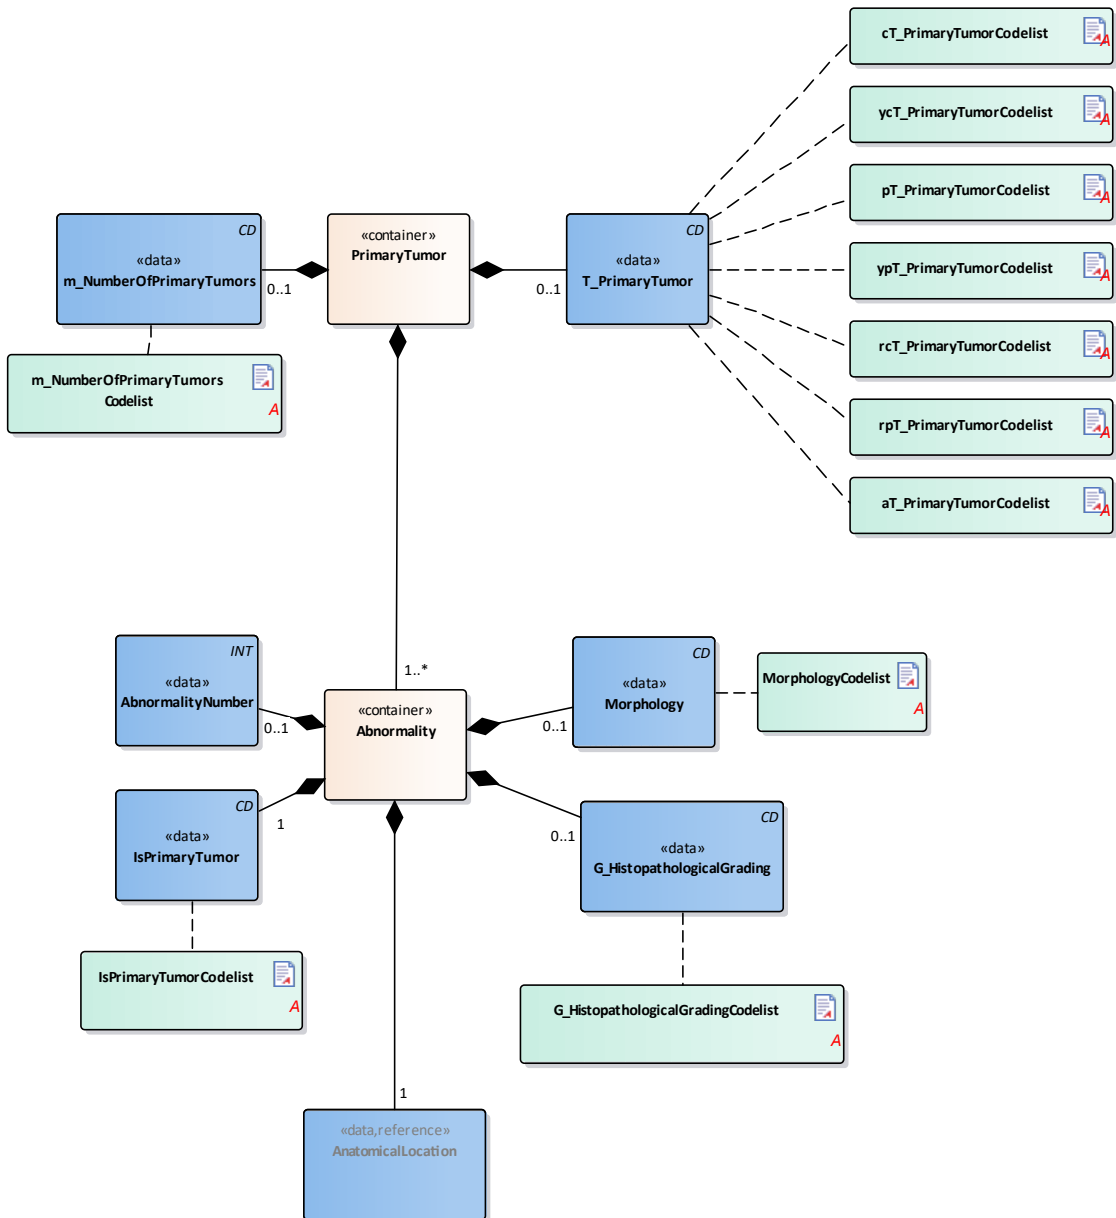 cT_PrimaryTumorCodelist
A
ycT_PrimaryTumorCodelist
A
pT_PrimaryTumorCodelist
A
CD
«data»
m_NumberOfPrimaryTumors
0..1
«container»
PrimaryTumor
CD
«data»
T_PrimaryTumor
0..1
ypT_PrimaryTumorCodelist
A
rcT_PrimaryTumorCodelist
A
m_NumberOfPrimaryTumors
Codelist
A
rpT_PrimaryTumorCodelist
A
aT_PrimaryTumorCodelist
A
INT
«data»
AbnormalityNumber
0..1
1..*
«container»
Abnormality
CD
«data»
Morphology
0..1
MorphologyCodelist
A
CD
«data»
IsPrimaryTumor
1
CD
«data»
G_HistopathologicalGrading
0..1
IsPrimaryTumorCodelist
A
G_HistopathologicalGradingCodelist
A
1
«data,reference»
AnatomicalLocation